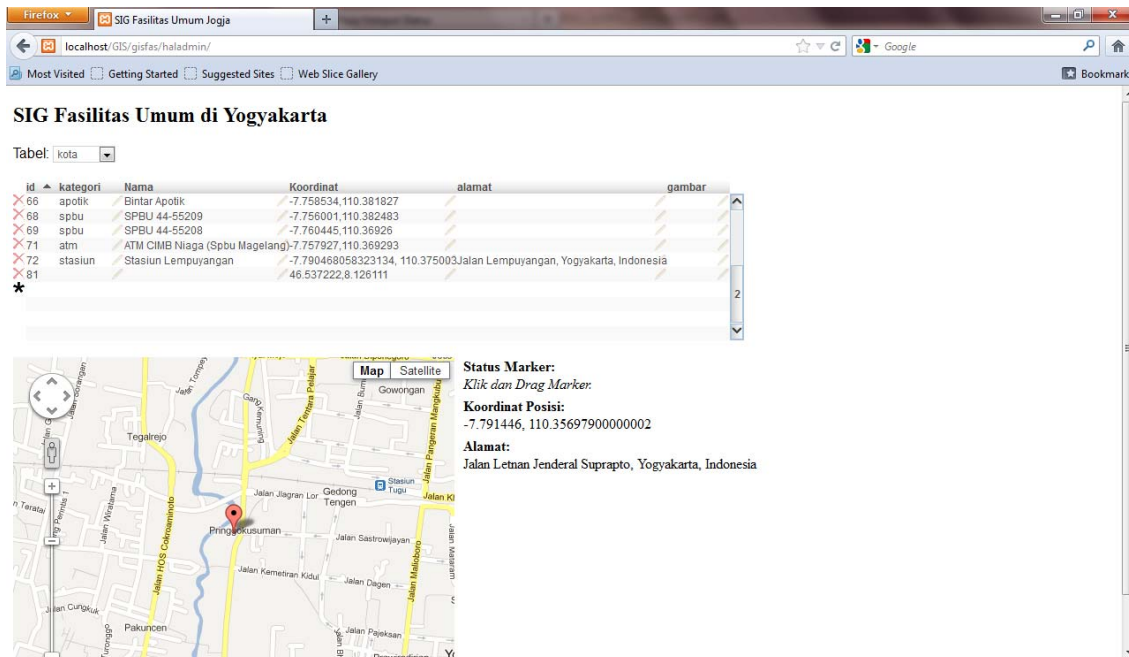 Firefox
SIG Fasilitas Umum Jogja
localhost/GIS/gisfas/haladmin/
Google
Most Visited Getting Started Suggested Sites Web Slice Gallery Bookmark
SIG Fasilitas Umum di Yogyakarta
Tabel: kota
id kategori Nama Koordinat alamat gambar
66 apotik Bintar Apotik -7.758534,110.381827
68 spbu SPBU 44-55209 -7.756001,110.382483
69 spbu SPBU 44-55208 -7.760445,110.36926
71 atm ATM CIMB Niaga (Spbu Magelang) -7.757927,110.369293
72 stasiun Stasiun Lempuyangan -7.790468058323134, 110.375003 Jalan Lempuyangan, Yogyakarta, Indonesia
81 46.537222,8.126111
*
2
Map Satellite
Gowongan
Gang Kemuning
Jalan Tentara Pelajar
Jalan Pangeran Mangkubu
Tegalrejo
Stasiun Tugu
Jalan Jlagran Lor
Gedong Tengen
Jalan Kl
Jalan Wiratama
Jalan HOS Cokroaminoto
Pringgokusuman
Jalan Sastrowijayan
Jalan Mataram
Jalan Malioboro
Jalan Kemetiran Kidul
Jalan Dagen
Jalan Cungkuk
Pakuncen
Jalan Pajeksan
Status Marker:
Klik dan Drag Marker.
Koordinat Posisi:
-7.791446, 110.35697900000002
Alamat:
Jalan Letnan Jenderal Suprapto, Yogyakarta, Indonesia